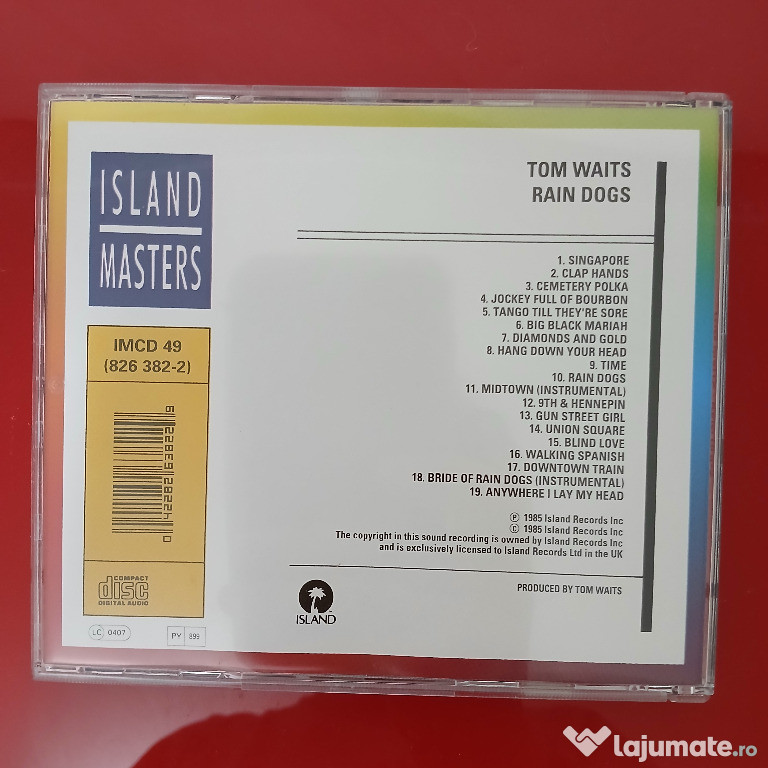 ISLAND
MASTERS
IMCD 49
(826 382-2)
COMPACT
disc
DIGITAL AUDIO
LC 0407
PY 899
TOM WAITS
RAIN DOGS
1. SINGAPORE
2. CLAP HANDS
3. CEMETERY POLKA
4. JOCKEY FULL OF BOURBON
5. TANGO TILL THEY'RE SORE
6. BIG BLACK MARIAH
7. DIAMONDS AND GOLD
8. HANG DOWN YOUR HEAD
9. TIME
10. RAIN DOGS
11. MIDTOWN (INSTRUMENTAL)
12. 9TH & HENNEPIN
13. GUN STREET GIRL
14. UNION SQUARE
15. BLIND LOVE
16. WALKING SPANISH
17. DOWNTOWN TRAIN
18. BRIDE OF RAIN DOGS (INSTRUMENTAL)
19. ANYWHERE I LAY MY HEAD
℗ 1985 Island Records Inc
© 1985 Island Records Inc
The copyright in this sound recording is owned by Island Records Inc
and is exclusively licensed to Island Records Ltd in the UK
PRODUCED BY TOM WAITS
ISLAND
lajumate.ro